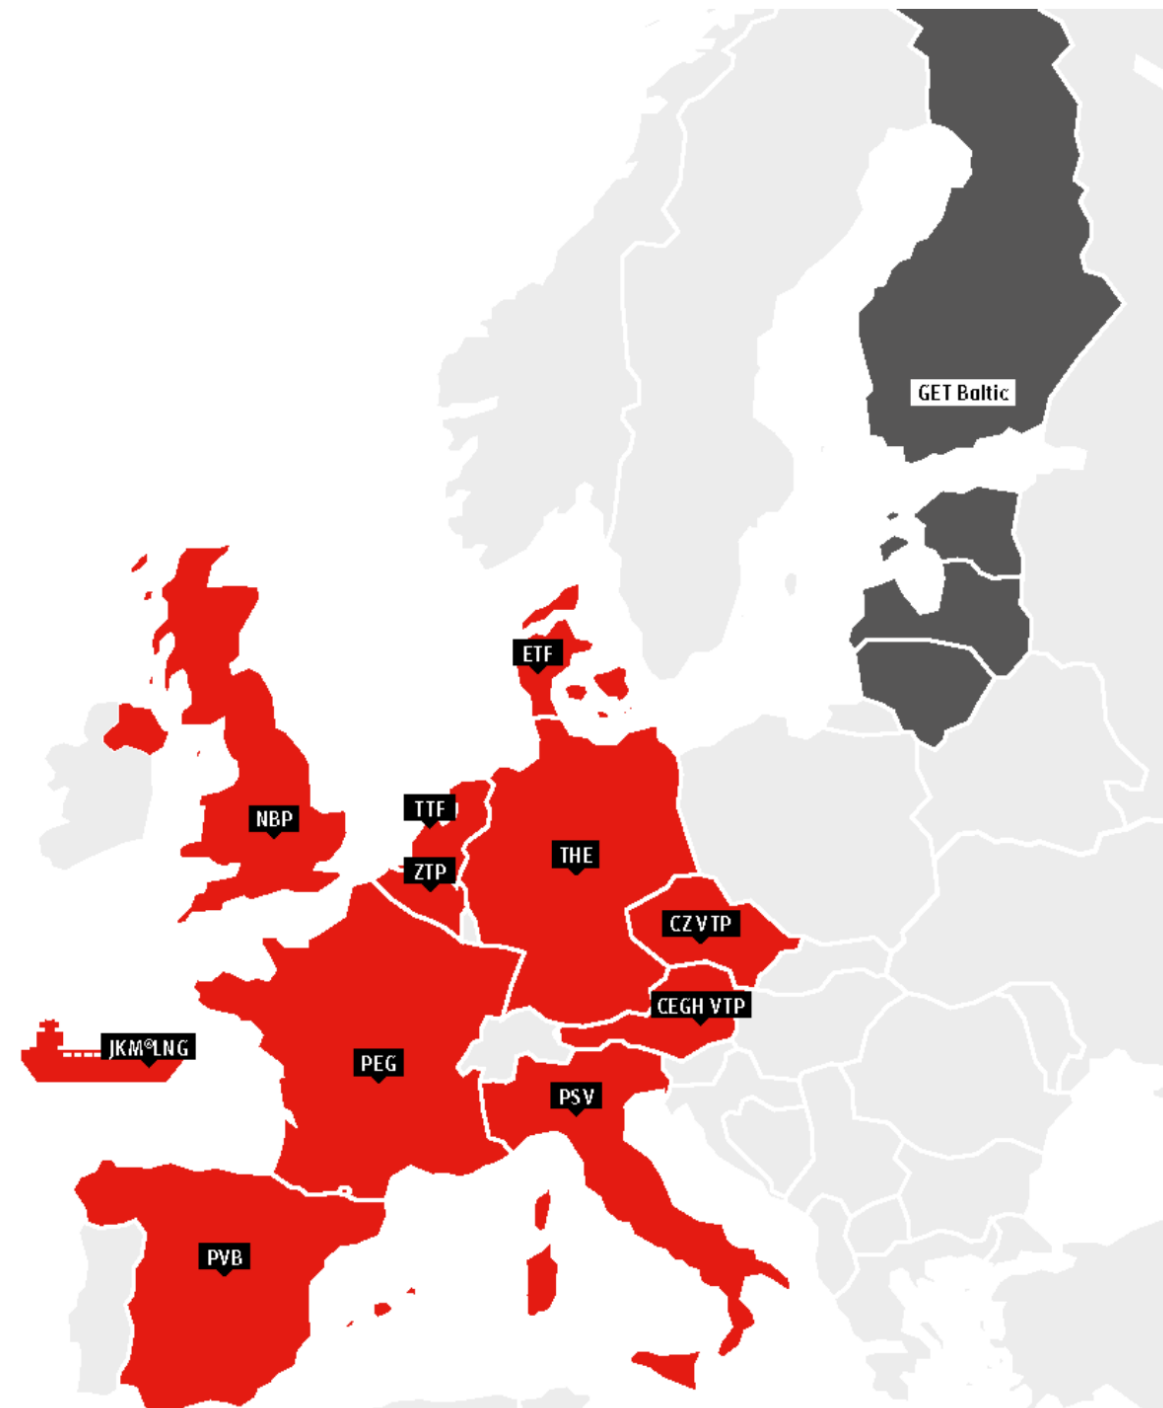 GET Baltic
ETF
TTF
NBP
THE
ZTP
CZ VTP
CEGH VTP
JKM®LNG
PEG
PSV
PVB